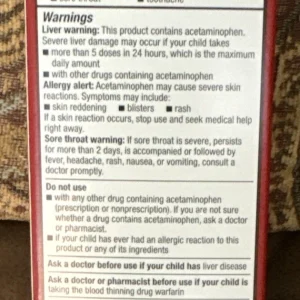 Warnings
Liver warning: This product contains acetaminophen.
Severe liver damage may occur if your child takes
■ more than 5 doses in 24 hours, which is the maximum
daily amount
■ with other drugs containing acetaminophen
Allergy alert: Acetaminophen may cause severe skin
reactions. Symptoms may include:
■ skin reddening ■ blisters ■ rash
If a skin reaction occurs, stop use and seek medical help
right away.
Sore throat warning: If sore throat is severe, persists
for more than 2 days, is accompanied or followed by
fever, headache, rash, nausea, or vomiting, consult a
doctor promptly.
Do not use
■ with any other drug containing acetaminophen
(prescription or nonprescription). If you are not sure
whether a drug contains acetaminophen, ask a doctor
or pharmacist.
■ if your child has ever had an allergic reaction to this
product or any of its ingredients
Ask a doctor before use if your child has liver disease
Ask a doctor or pharmacist before use if your child is
taking the blood thinning drug warfarin